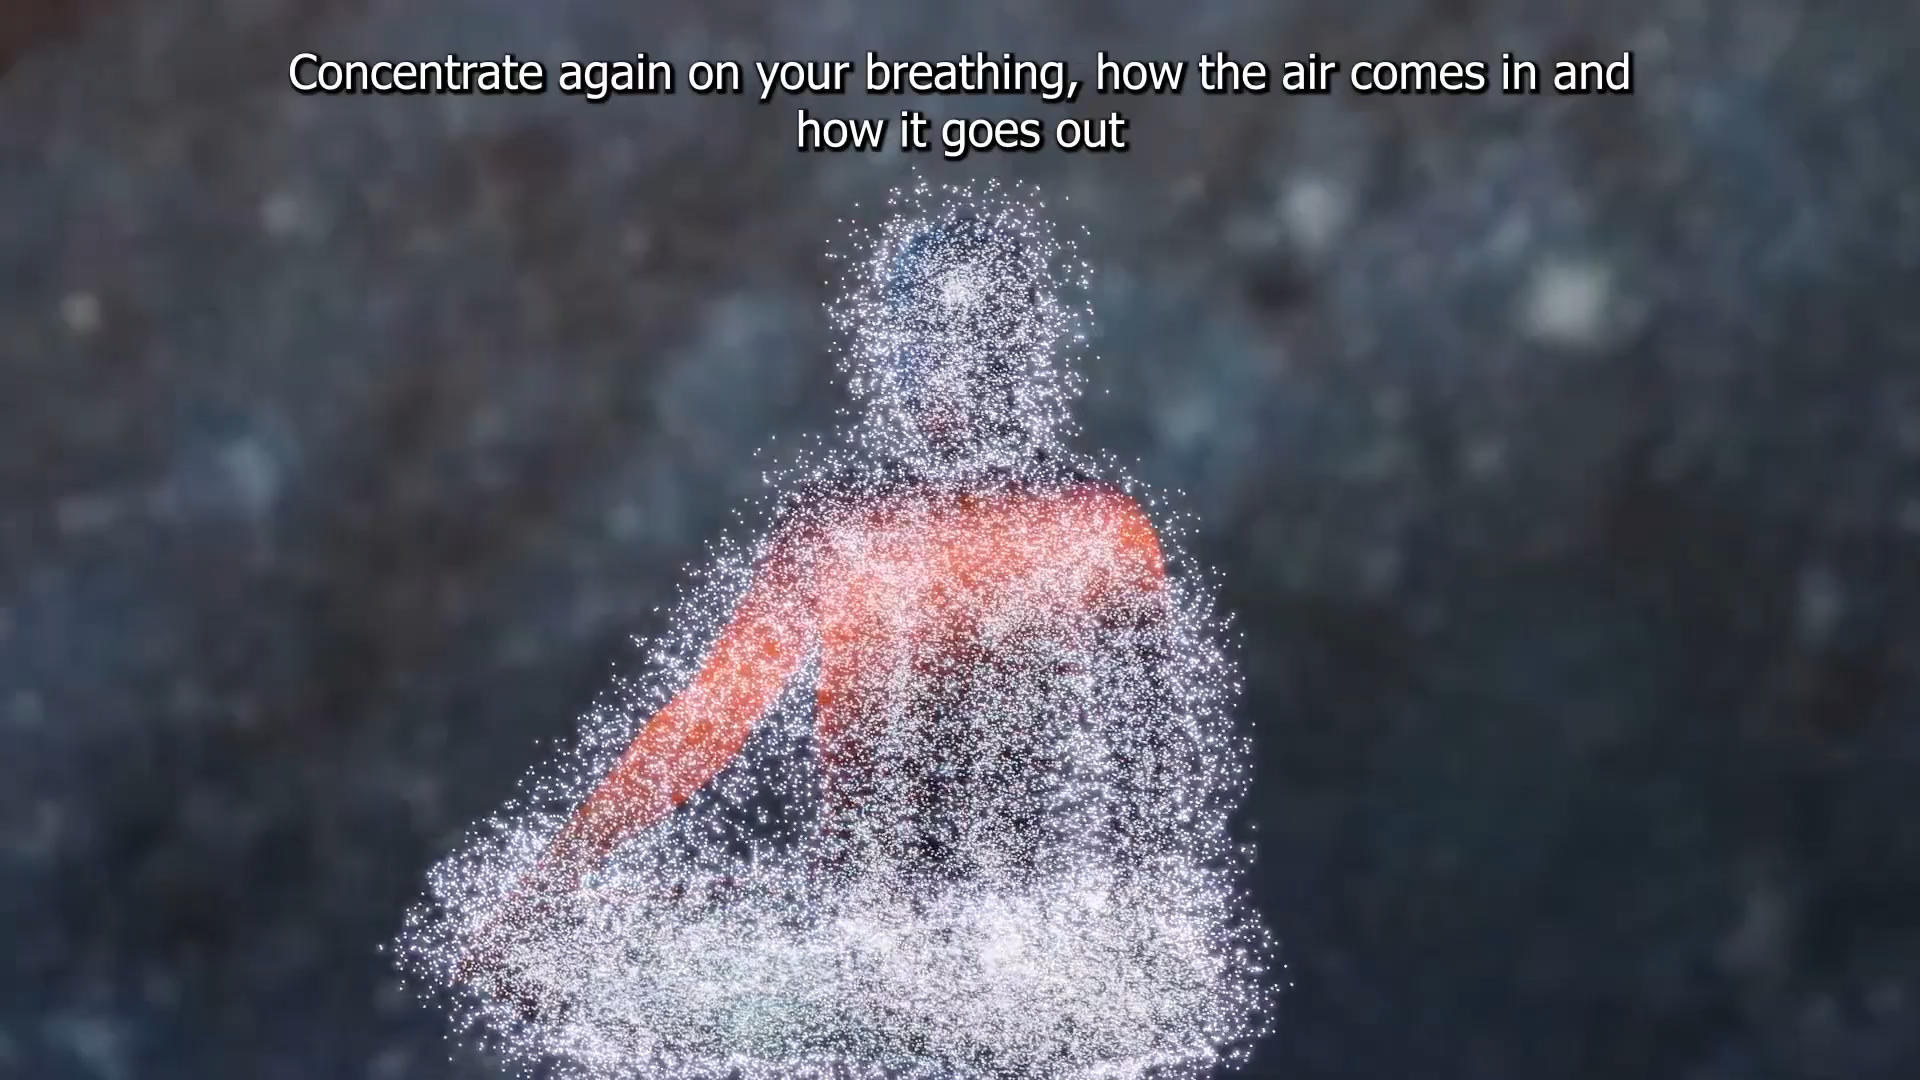 Concentrate again on your breathing, how the air comes in and
how it goes out